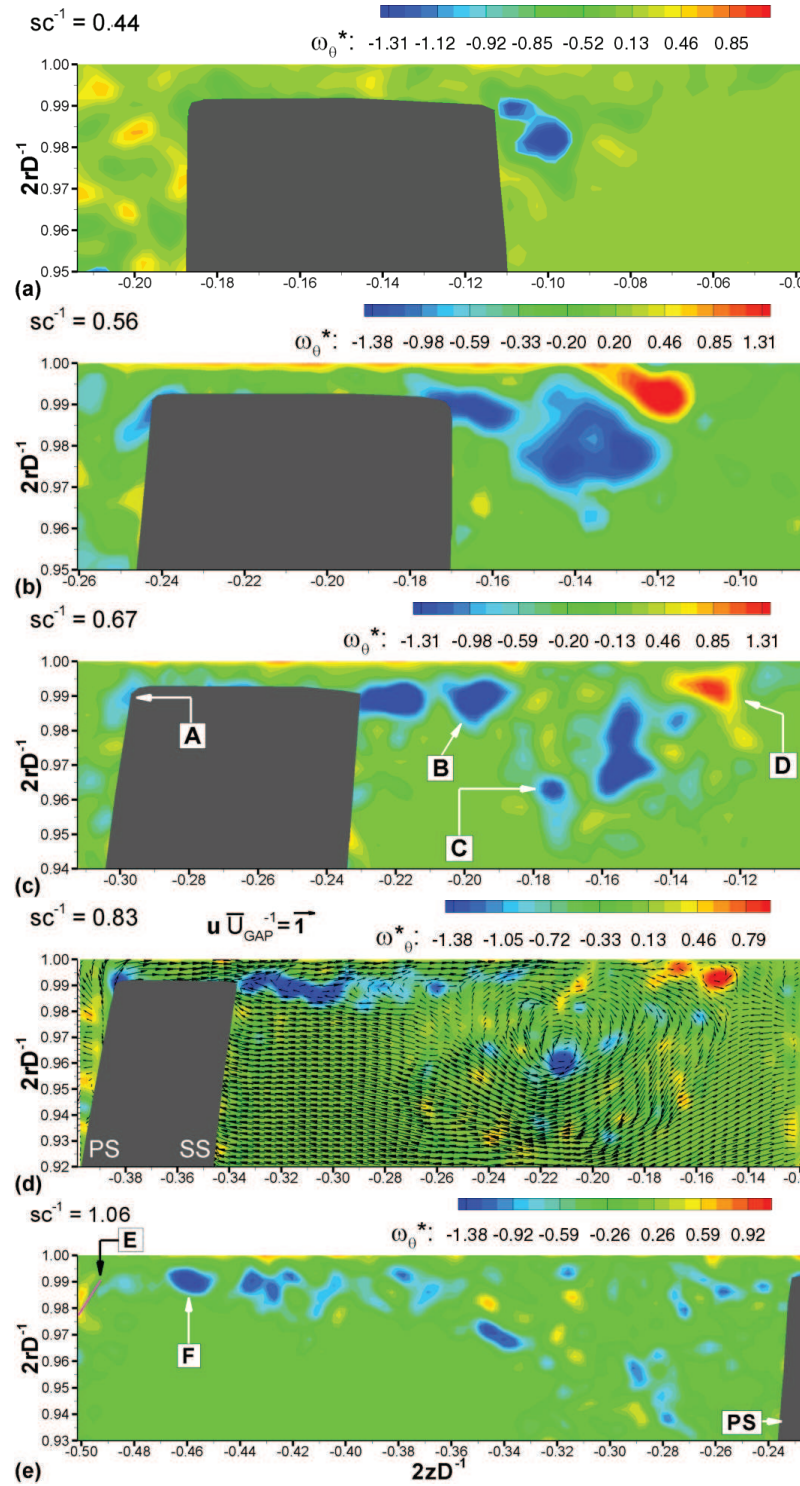 sc⁻¹ = 0.44
ω_θ*: -1.31 -1.12 -0.92 -0.85 -0.52 0.13 0.46 0.85
1.00
0.99
0.98
0.97
0.96
0.95
2rD⁻¹
-0.20 -0.18 -0.16 -0.14 -0.12 -0.10 -0.08 -0.06 -0.0
(a)
sc⁻¹ = 0.56
ω_θ*: -1.38 -0.98 -0.59 -0.33 -0.20 0.20 0.46 0.85 1.31
1.00
0.99
0.98
0.97
0.96
0.95
2rD⁻¹
-0.26 -0.24 -0.22 -0.20 -0.18 -0.16 -0.14 -0.12 -0.10
(b)
sc⁻¹ = 0.67
ω_θ*: -1.31 -0.98 -0.59 -0.20 -0.13 0.46 0.85 1.31
1.00
0.99
0.98
0.97
0.96
0.95
0.94
2rD⁻¹
A
B
C
D
-0.30 -0.28 -0.26 -0.24 -0.22 -0.20 -0.18 -0.16 -0.14 -0.12
(c)
sc⁻¹ = 0.83
u U̅_GAP⁻¹ = 1⃗
ω*_θ: -1.38 -1.05 -0.72 -0.33 0.13 0.46 0.79
1.00
0.99
0.98
0.97
0.96
0.95
0.94
0.93
0.92
2rD⁻¹
PS SS
-0.38 -0.36 -0.34 -0.32 -0.30 -0.28 -0.26 -0.24 -0.22 -0.20 -0.18 -0.16 -0.14 -0.12
(d)
sc⁻¹ = 1.06
ω_θ*: -1.38 -0.92 -0.59 -0.26 0.26 0.59 0.92
E
1.00
0.99
0.98
0.97
0.96
0.95
0.94
0.93
2rD⁻¹
F
PS
-0.50 -0.48 -0.46 -0.44 -0.42 -0.40 -0.38 -0.36 -0.34 -0.32 -0.30 -0.28 -0.26 -0.24
(e)
2zD⁻¹